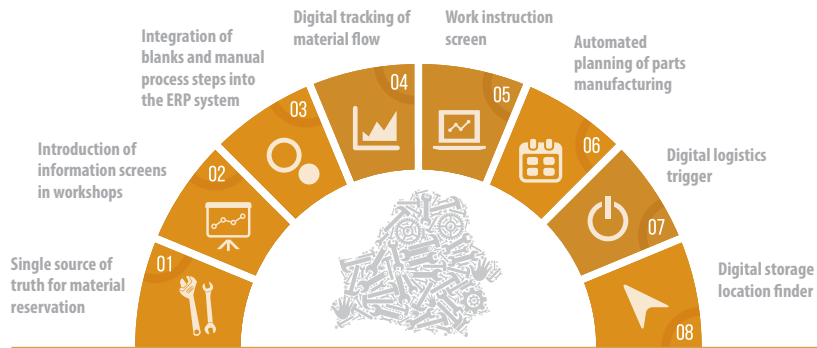 01
Single source of
truth for material
reservation
02
Introduction of
information screens
in workshops
03
Integration of
blanks and manual
process steps into
the ERP system
04
Digital tracking of
material flow
05
Work instruction
screen
06
Automated
planning of parts
manufacturing
07
Digital logistics
trigger
08
Digital storage
location finder